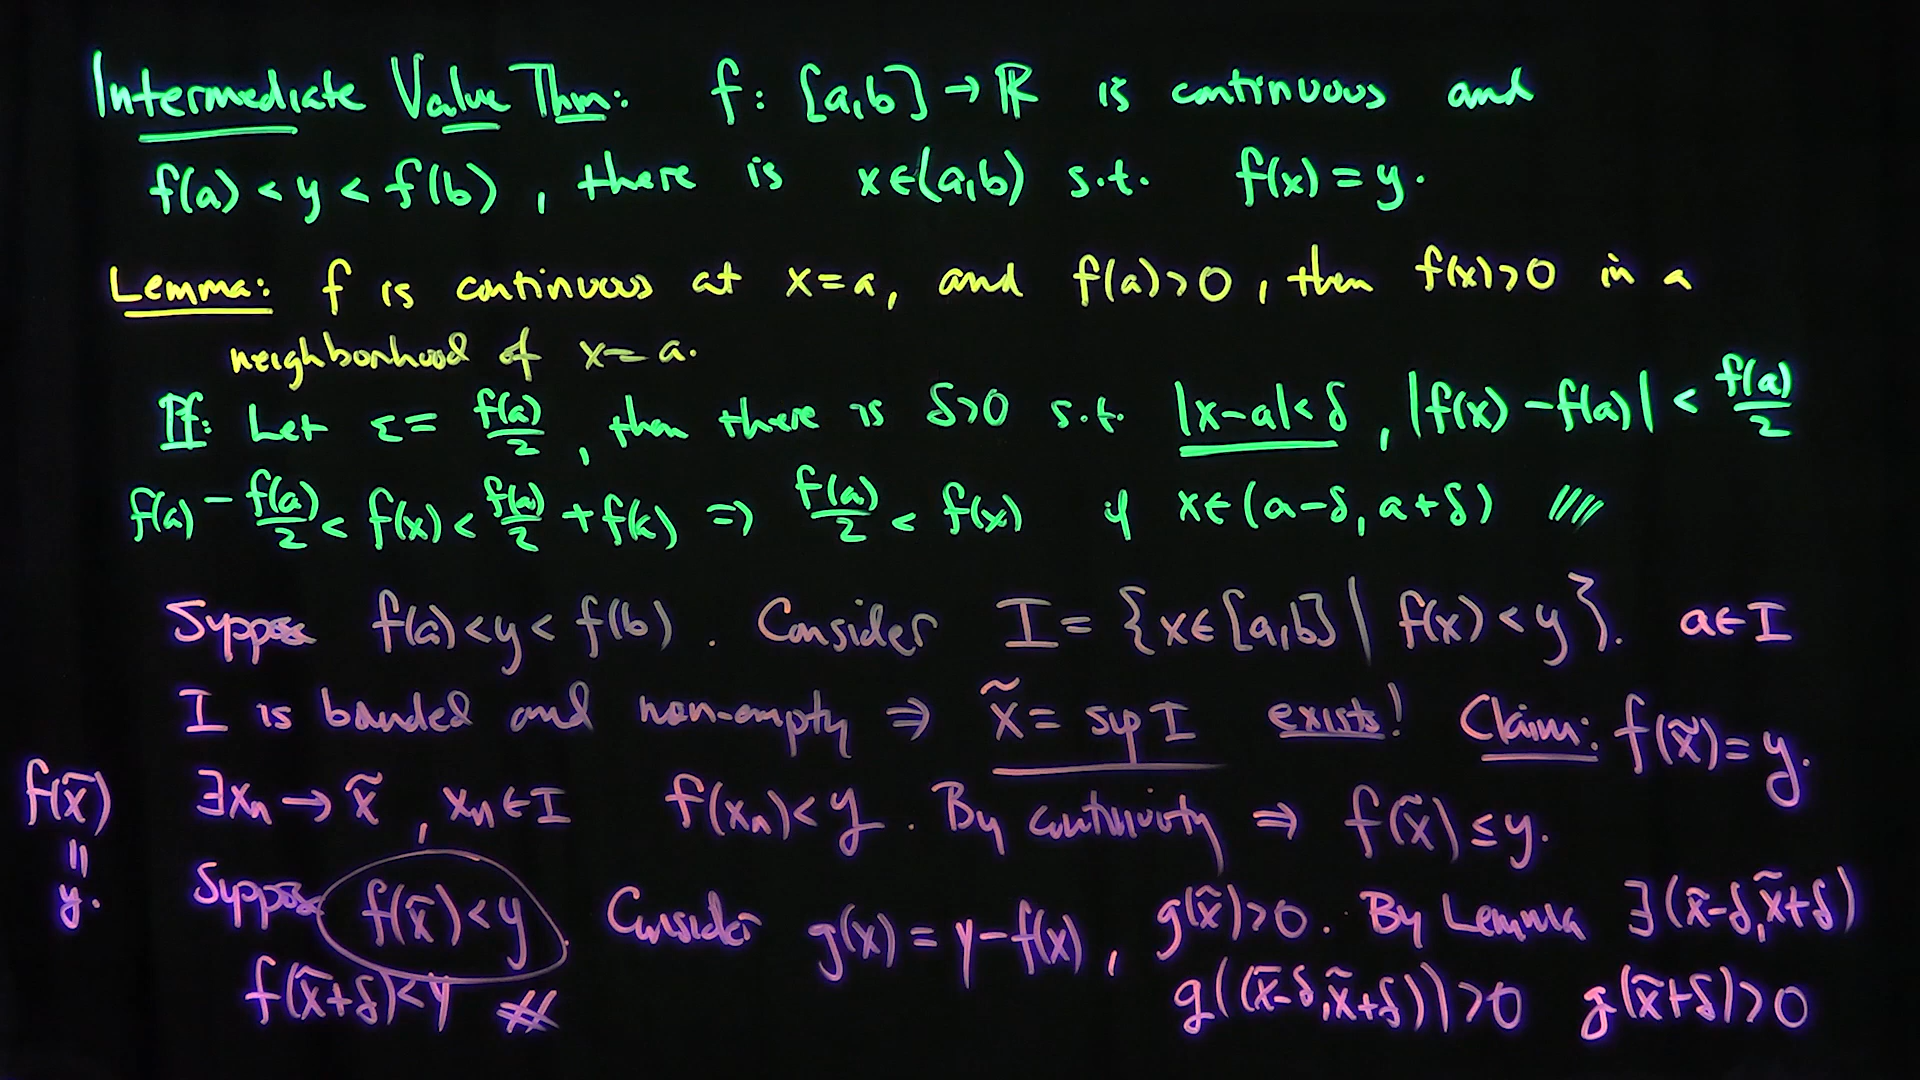 Intermediate Value Thm: f: [a,b] → ℝ is continuous and
f(a) < y < f(b), there is x∈(a,b) s.t. f(x) = y.
Lemma: f is continuous at x=a, and f(a)>0, then f(x)>0 in a
neighborhood of x=a.
Pf: Let ε = f(a)/2, then there is δ>0 s.t. |x-a|<δ, |f(x)-f(a)| < f(a)/2
f(a) - f(a)/2 < f(x) < f(a)/2 + f(a) ⇒ f(a)/2 < f(x) if x∈(a-δ, a+δ) ////
Suppose f(a)<y<f(b). Consider I = {x∈[a,b] | f(x)<y}. a∈I
I is bounded and non-empty ⇒ x̃ = sup I exists! Claim: f(x̃)=y.
∃xₙ → x̃, xₙ∈I f(xₙ)<y. By continuity ⇒ f(x̃) ≤ y.
Suppose f(x̃)<y. Consider g(x) = y-f(x), g(x̃)>0. By Lemma ∃(x̃-δ, x̃+δ)
g((x̃-δ, x̃+δ))>0 g(x̃+δ)>0
f(x̃+δ)<y ※
f(x̃)
=
y.